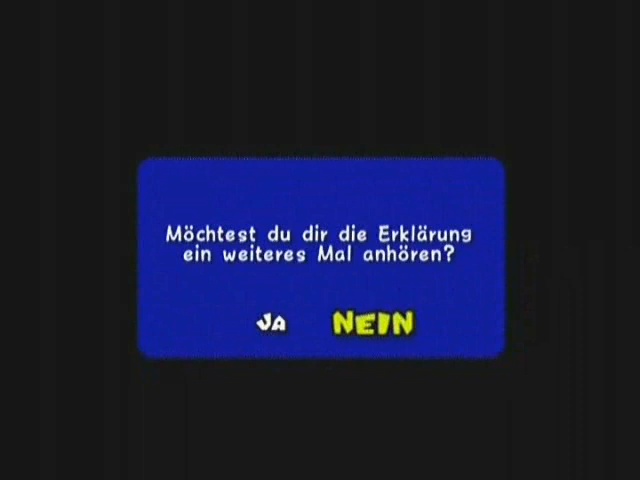 Möchtest du dir die Erklärung
ein weiteres Mal anhören?
JA NEIN